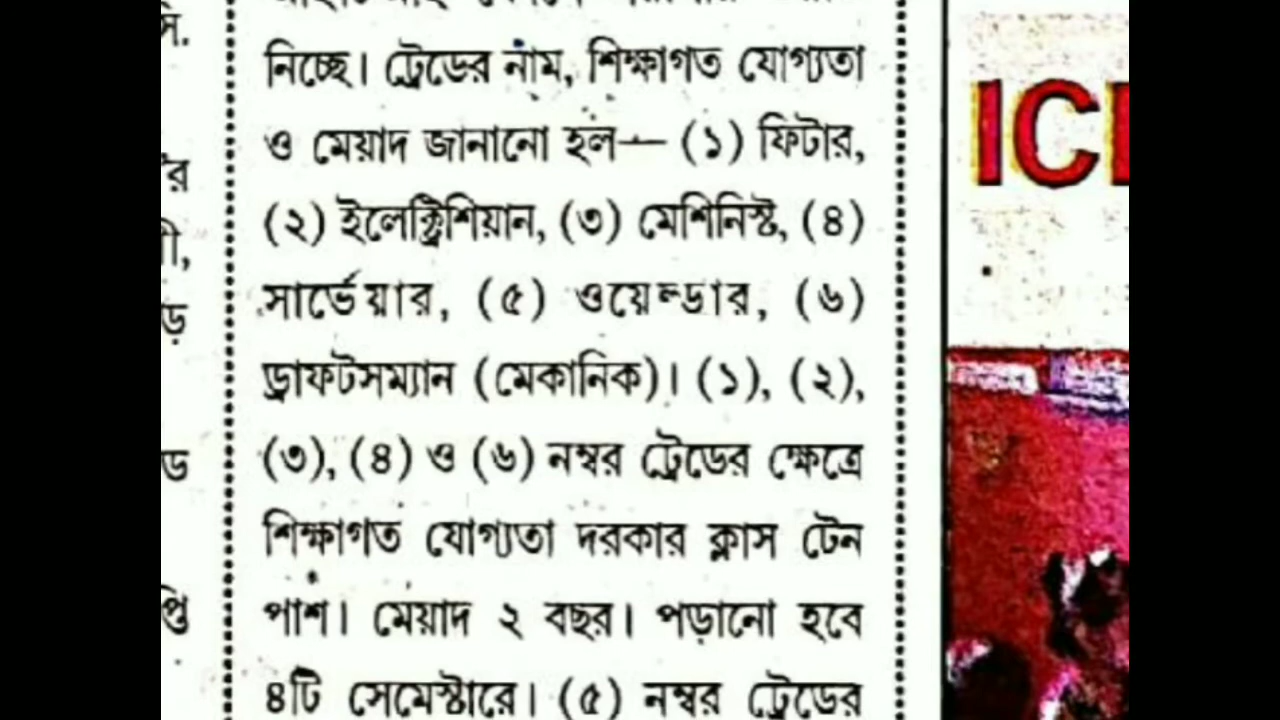 নিচ্ছে। ট্রেডের নাম, শিক্ষাগত যোগ্যতা
ও মেয়াদ জানানো হল— (১) ফিটার,
(২) ইলেক্ট্রিশিয়ান, (৩) মেশিনিস্ট, (৪)
সার্ভেয়ার, (৫) ওয়েল্ডার, (৬)
ড্রাফটসম্যান (মেকানিক)। (১), (২),
(৩), (৪) ও (৬) নম্বর ট্রেডের ক্ষেত্রে
শিক্ষাগত যোগ্যতা দরকার ক্লাস টেন
পাশ। মেয়াদ ২ বছর। পড়ানো হবে
৪টি সেমেস্টারে। (৫) নম্বর ট্রেডের